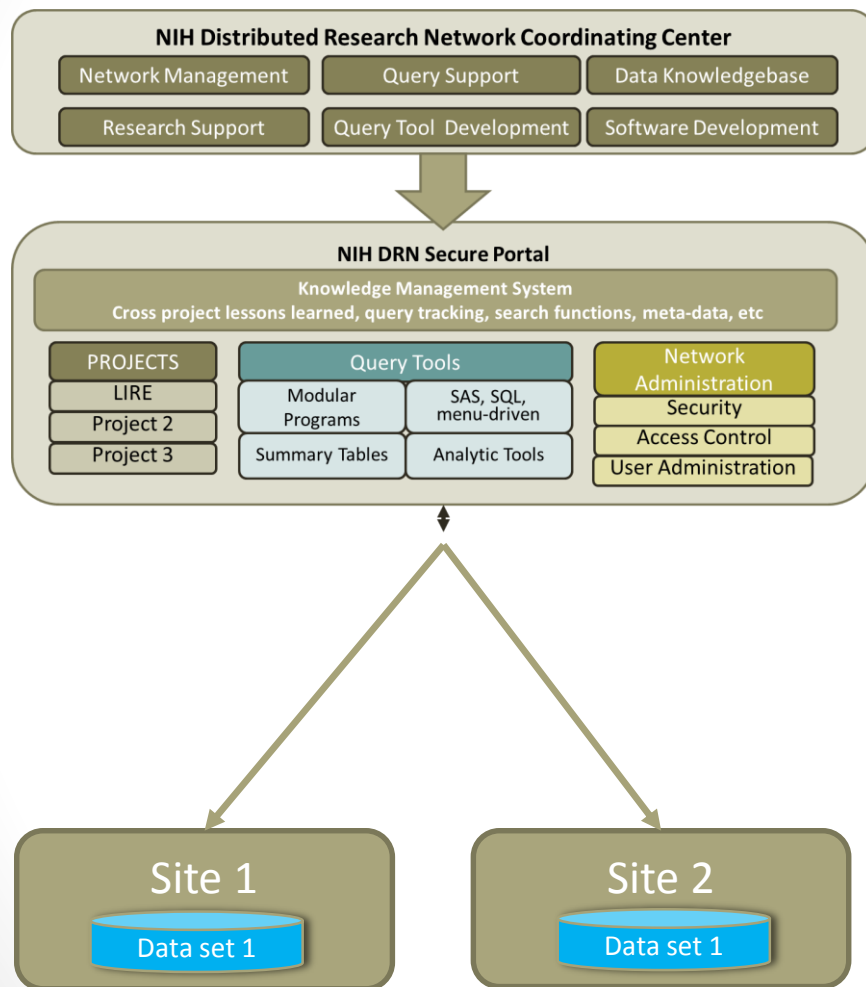 NIH Distributed Research Network Coordinating Center
Network Management
Query Support
Data Knowledgebase
Research Support
Query Tool Development
Software Development
NIH DRN Secure Portal
Knowledge Management System
Cross project lessons learned, query tracking, search functions, meta-data, etc
PROJECTS
LIRE
Project 2
Project 3
Query Tools
Modular
Programs
SAS, SQL,
menu-driven
Summary Tables
Analytic Tools
Network
Administration
Security
Access Control
User Administration
Site 1
Data set 1
Site 2
Data set 1